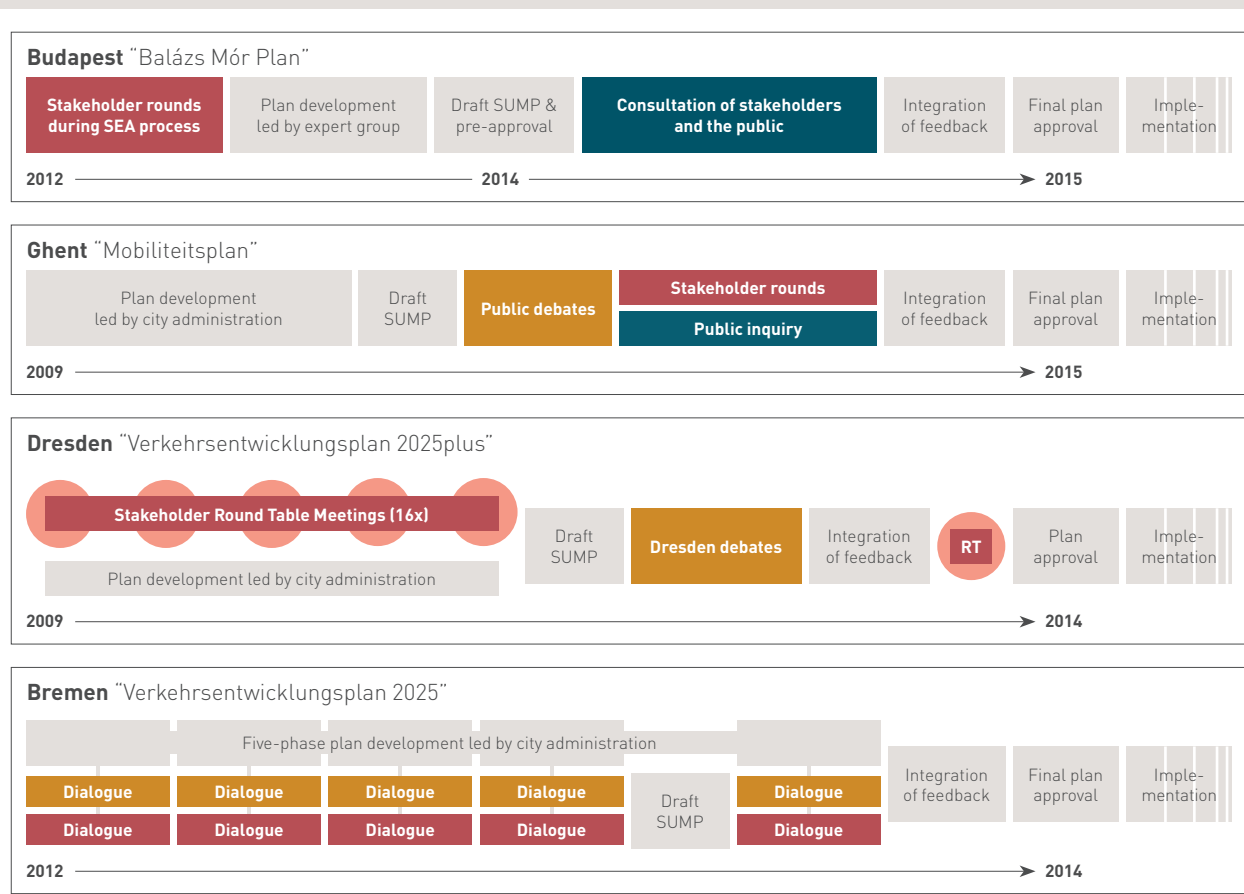 Budapest “Balázs Mór Plan”
Stakeholder rounds
during SEA process
Plan development
led by expert group
Draft SUMP &
pre-approval
Consultation of stakeholders
and the public
Integration
of feedback
Final plan
approval
Imple-
mentation
2012
2014
2015
Ghent “Mobiliteitsplan”
Plan development
led by city administration
Draft
SUMP
Public debates
Stakeholder rounds
Public inquiry
Integration
of feedback
Final plan
approval
Imple-
mentation
2009
2015
Dresden “Verkehrsentwicklungsplan 2025plus”
Stakeholder Round Table Meetings (16x)
Plan development led by city administration
Draft
SUMP
Dresden debates
Integration
of feedback
RT
Plan
approval
Imple-
mentation
2009
2014
Bremen “Verkehrsentwicklungsplan 2025”
Five-phase plan development led by city administration
Dialogue
Dialogue
Dialogue
Dialogue
Dialogue
Dialogue
Dialogue
Dialogue
Draft
SUMP
Dialogue
Dialogue
Integration
of feedback
Final plan
approval
Imple-
mentation
2012
2014